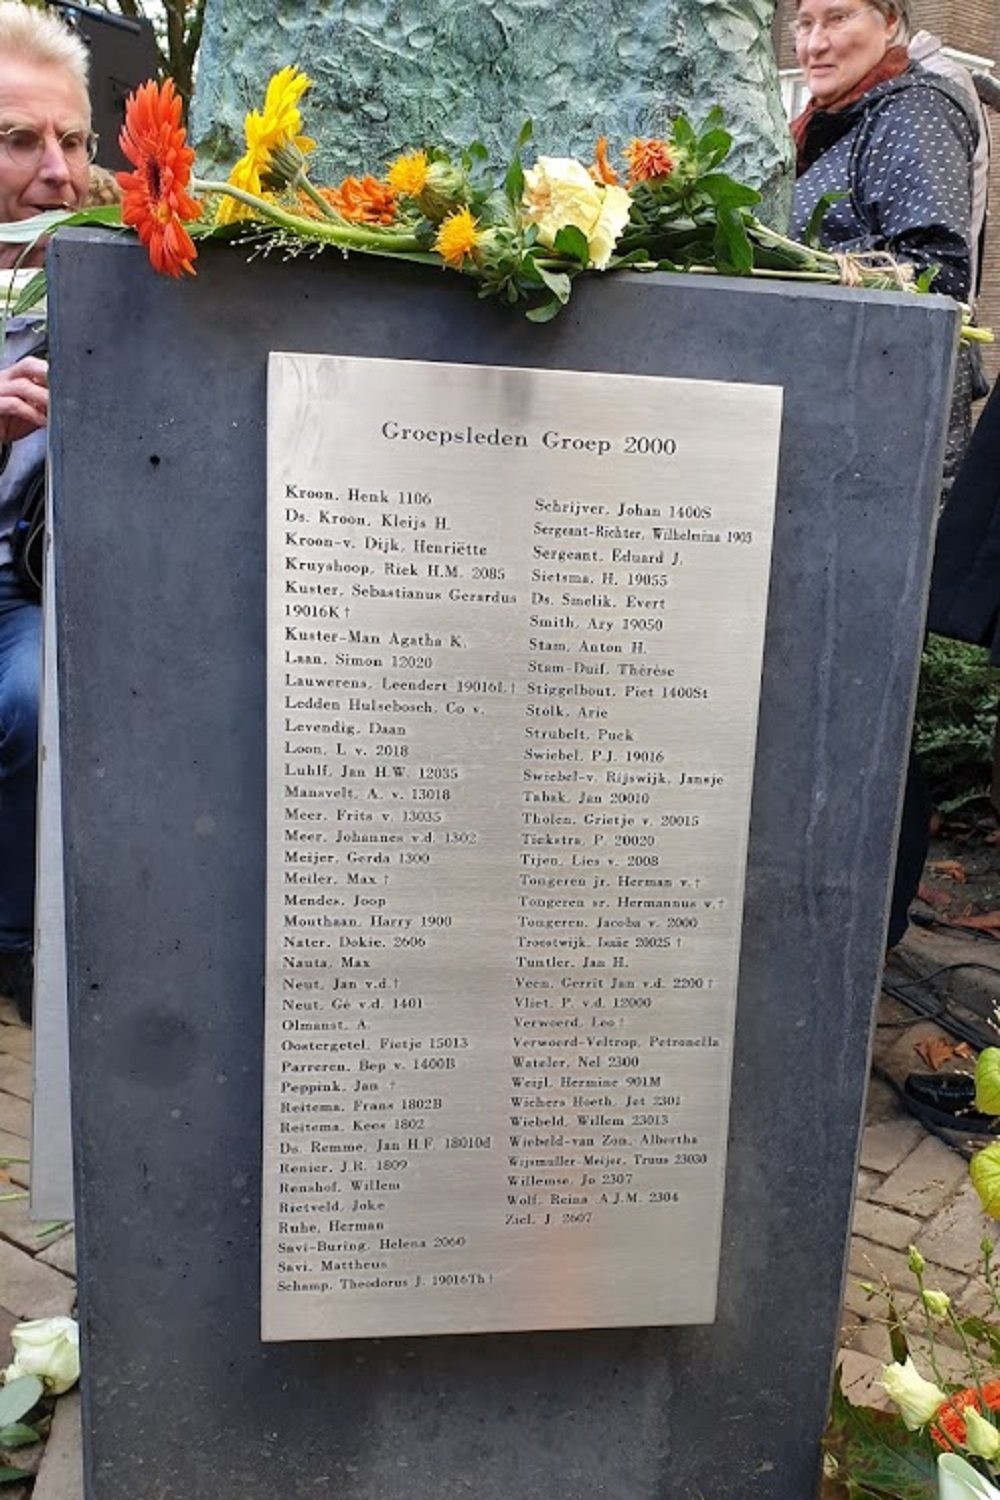 Groepsleden Groep 2000
Kroon, Henk 1106
Ds. Kroon, Kleijs H.
Kroon-v. Dijk, Henriëtte
Kruyshoop, Riek H.M. 2085
Kuster, Sebastianus Gerardus
19016K †
Kuster-Man Agatha K.
Laan, Simon 12020
Lauwerens, Leendert 19016L †
Ledden Hulsebosch, Co v.
Levendig, Daan
Loon, L v. 2018
Luhlf, Jan H.W. 12035
Mansvelt, A. v. 13018
Meer, Frits v. 13035
Meer, Johannes v.d. 1302
Meijer, Gerda 1300
Meiler, Max †
Mendes, Joop
Mouthaan, Harry 1900
Nater, Dokie, 2606
Nauta, Max
Neut, Jan v.d. †
Neut, Gé v.d. 1401
Olmanst, A.
Oostergetel, Fietje 15013
Parreren, Bep v. 1400B
Peppink, Jan †
Reitema, Frans 1802B
Reitema, Kees 1802
Ds. Remme, Jan H.F. 18010d
Renier, J.R. 1809
Renshof, Willem
Rietveld, Joke
Ruhe, Herman
Savi-Buring, Helena 2060
Savi, Mattheus
Schamp, Theodorus J. 19016Th †
Schrijver, Johan 1400S
Sergeant-Richter, Wilhelmina 1903
Sergeant, Eduard J.
Sietsma, H. 19055
Ds. Smelik, Evert
Smith, Ary 19050
Stam, Anton H.
Stam-Duif, Thérèse
Stiggelbout, Piet 1400St
Stolk, Arie
Strubelt, Puck
Swiebel, P.J. 19016
Swiebel-v. Rijswijk, Jansje
Tabak, Jan 20010
Tholen, Grietje v. 20015
Tiekstra, P. 20020
Tijen, Lies v. 2008
Tongeren jr. Herman v. †
Tongeren sr. Hermannus v. †
Tongeren, Jacoba v. 2000
Troostwijk, Isaäc 20025 †
Tuntler, Jan H.
Veen, Gerrit Jan v.d. 2200 †
Vliet, P. v.d. 12000
Verwoerd, Leo †
Verwoerd-Veltrop, Petronella
Wateler, Nel 2300
Weijl, Hermine 901M
Wichers Hoeth, Jet 2301
Wiebeld, Willem 23013
Wiebeld-van Zon, Albertha
Wijsmuller-Meijer, Truus 23030
Willemse, Jo 2307
Wolf, Reina A.J.M. 2304
Ziel, J. 2607